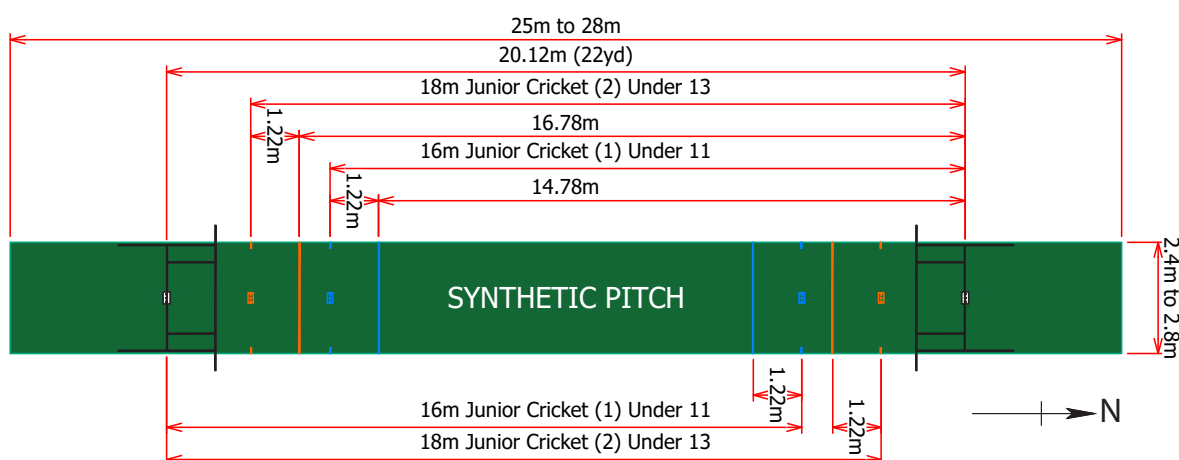 25m to 28m
20.12m (22yd)
18m Junior Cricket (2) Under 13
1.22m
16.78m
16m Junior Cricket (1) Under 11
1.22m
14.78m
SYNTHETIC PITCH
2.4m to 2.8m
1.22m
16m Junior Cricket (1) Under 11
1.22m
N
18m Junior Cricket (2) Under 13